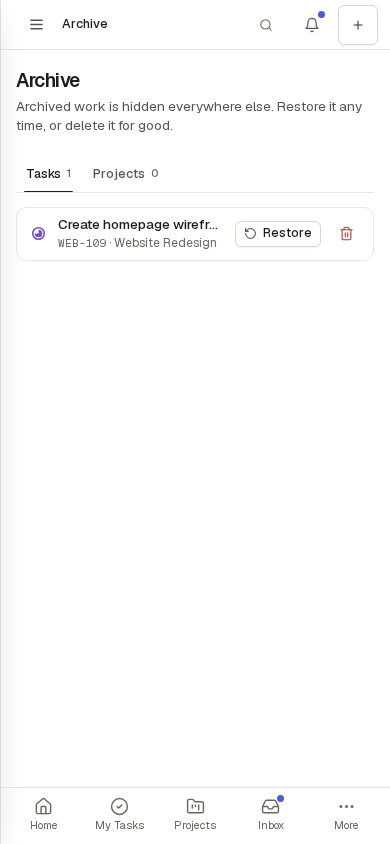 Archive
Archive
Archived work is hidden everywhere else. Restore it any
time, or delete it for good.
Tasks 1 Projects 0
Create homepage wirefr…
WEB-109 · Website Redesign
Restore
Home My Tasks Projects Inbox More